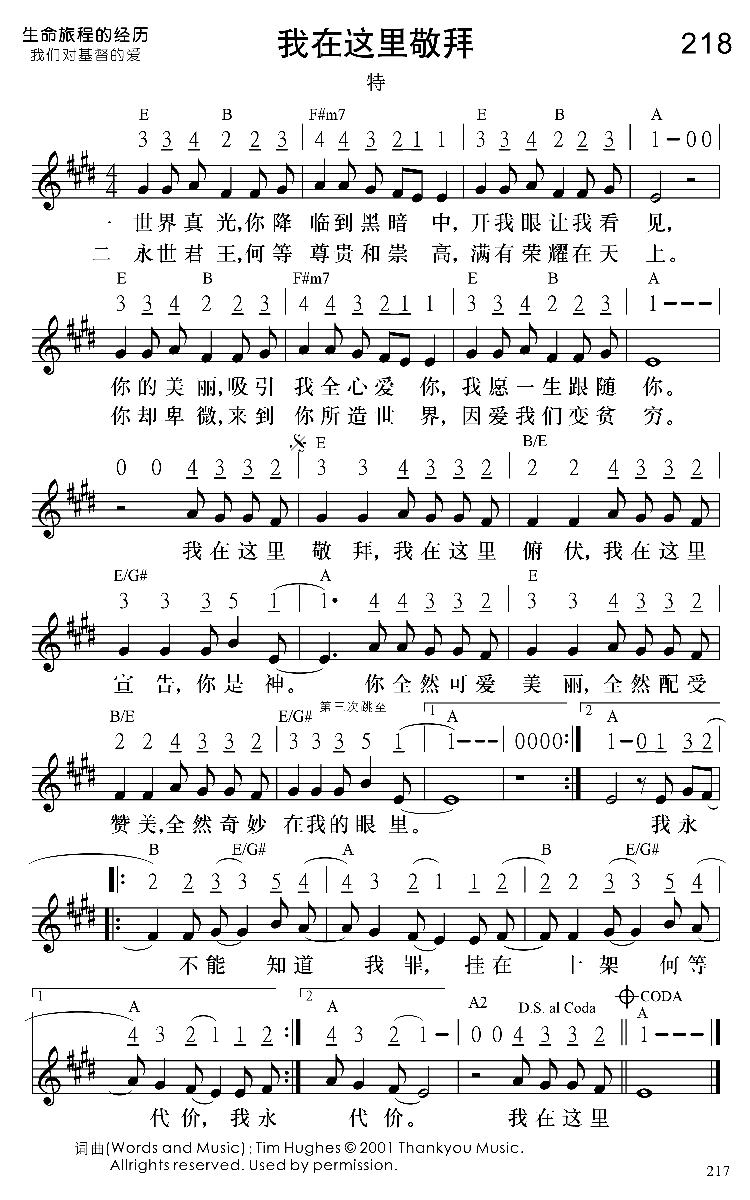 生命旅程的经历
我们对基督的爱
我在这里敬拜
218
特
E B F#m7 E B A
3 3 4 2 2 3 | 4 4 3 2 1 1 | 3 3 4 2 2 3 | 1 - 0 0
4
4
一 世界真光,你降 临到黑暗 中,开我眼让我看 见,
二 永世君王,何等 尊贵和崇 高,满有荣耀在天 上。
E B F#m7 E B A
3 3 4 2 2 3 | 4 4 3 2 1 1 | 3 3 4 2 2 3 | 1 - - - |
你的美丽,吸引 我全心爱 你,我愿一生跟随 你。
你却卑微,来到 你所造世 界,因爱我们变贫 穷。
E B/E
0 0 4 3 3 2 | 3 3 4 3 3 2 | 2 2 4 3 3 2 |
我在这里 敬 拜,我在这里 俯 伏,我在这里
E/G# A E
3 3 3 5 1 | 1· 4 4 3 3 2 | 3 3 4 3 3 2 |
宣告,你是 神。 你全然可爱 美 丽,全然配受
第三次跳至
B/E E/G# 1 A 2 A
2 2 4 3 3 2 | 3 3 3 5 1 | 1 - - - | 0000 :| 1 - 0 1 3 2 |
赞美,全然奇妙 在我的眼 里。 我永
B E/G# A B E/G#
|: 2 2 3 3 5 4 | 4 3 2 1 1 2 | 2 2 3 3 5 4 |
不能 知道 我 罪, 挂在 十架 何等
1 A 2 A A2 D.S. al Coda CODA A
4 3 2 1 1 2 :| 4 3 2 1 - | 0 0 4 3 3 2 || 1 - - - |
代价, 我永 代价。 我在这里
词曲(Words and Music) : Tim Hughes © 2001 Thankyou Music.
Allrights reserved. Used by permission.
217